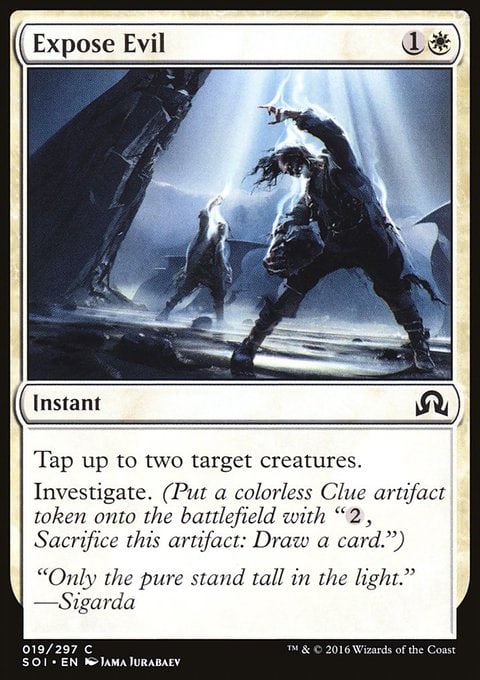 Expose Evil 1
Instant
Tap up to two target creatures.
Investigate. (Put a colorless Clue artifact
token onto the battlefield with “2,
Sacrifice this artifact: Draw a card.”)
“Only the pure stand tall in the light.”
—Sigarda
019/297 C
SOI • EN Jama Jurabaev
™ & © 2016 Wizards of the Coast